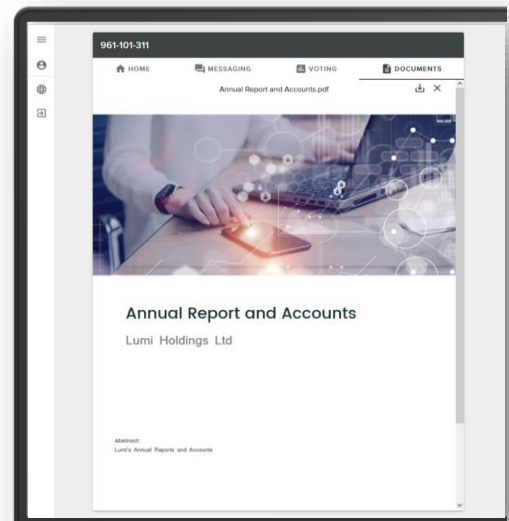 961-101-311
HOME MESSAGING VOTING DOCUMENTS
Annual Report and Accounts.pdf
Annual Report and Accounts
Lumi Holdings Ltd
Abstract:
Lumi's Annual Reports and Accounts